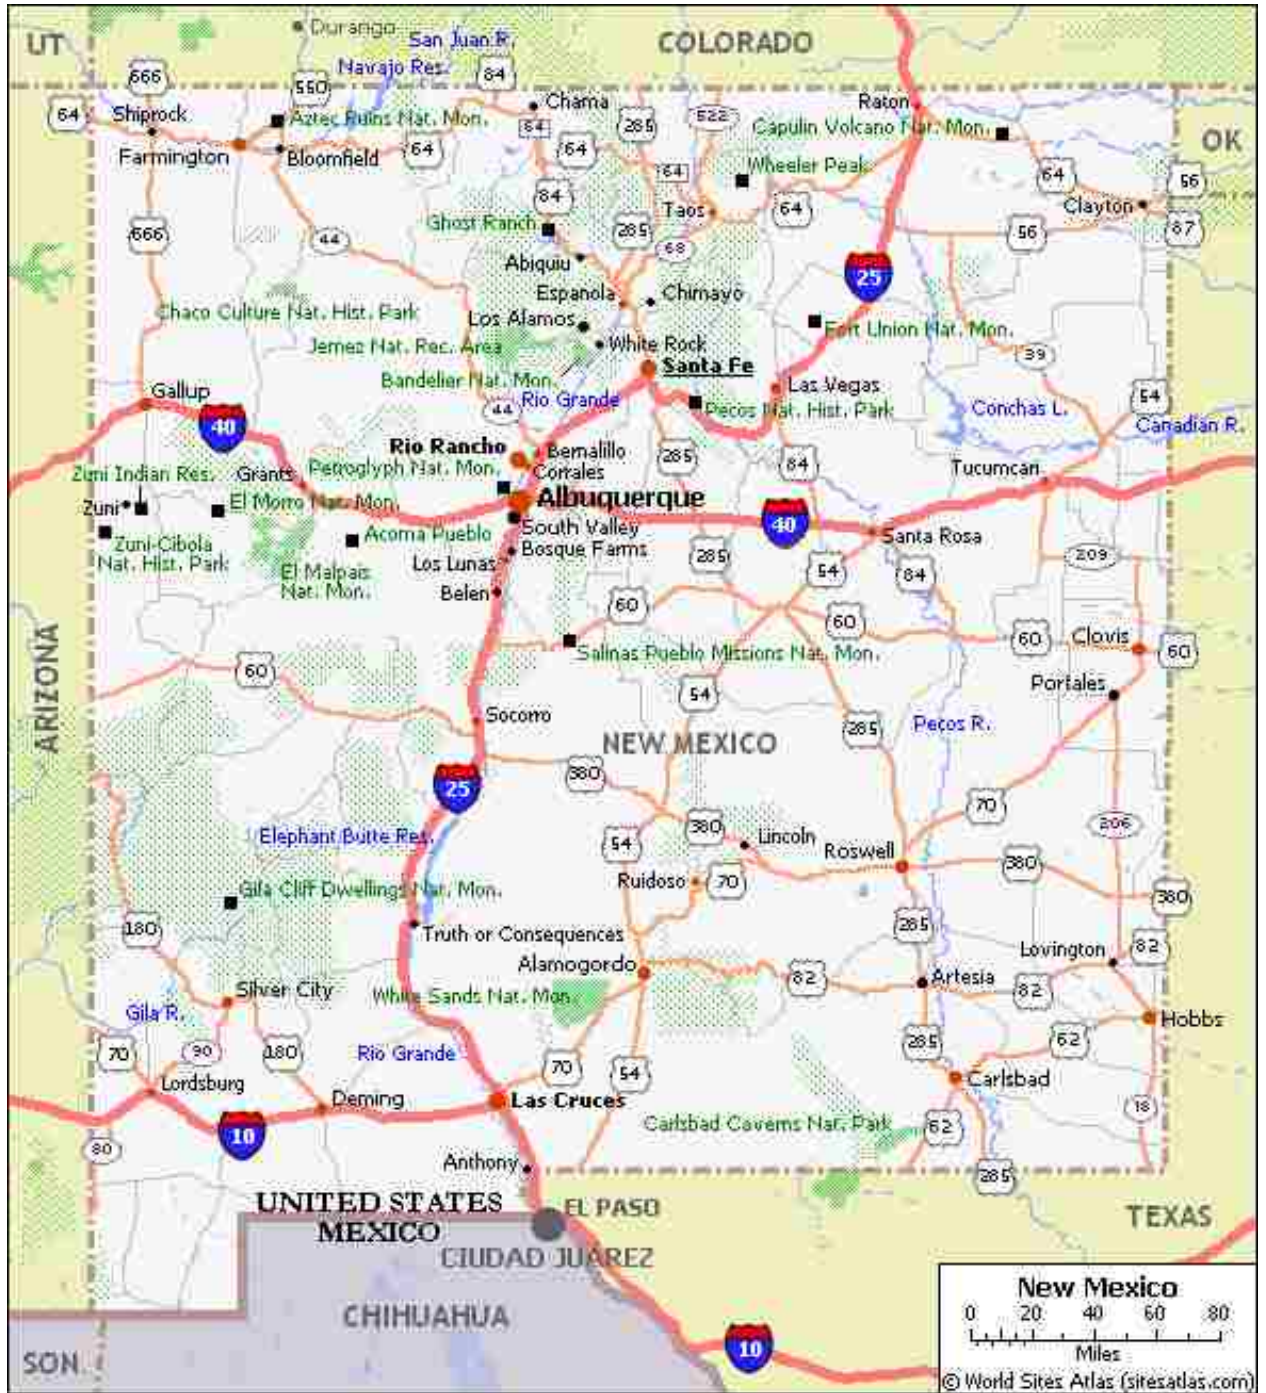 Durango
San Juan R.
UT
COLORADO
Navajo Res.
84
666
550
64
Shiprock
Chama
Raton
Aztec Ruins Nat. Mon.
64
285
522
Capulin Volcano Nat. Mon.
OK
Farmington
Bloomfield
64
64
Wheeler Peak
64
64
56
84
Taos
64
Clayton
Ghost Ranch
666
44
285
68
56
87
Abiquiu
25
Espanola
Chimayo
Chaco Culture Nat. Hist. Park
Los Alamos
Fort Union Nat. Mon.
Jemez Nat. Rec. Area
White Rock
39
Santa Fe
Bandelier Nat. Mon.
Gallup
Rio Grande
Las Vegas
54
44
Pecos Nat. Hist. Park
Conchas L.
40
Canadian R.
Rio Rancho
Bernalillo
285
84
Zuni Indian Res.
Grants
Petroglyph Nat. Mon.
Corrales
Tucumcari
Zuni
El Morro Nat. Mon.
Albuquerque
40
South Valley
Acoma Pueblo
Santa Rosa
Zuni-Cibola
Nat. Hist. Park
Bosque Farms
285
209
Los Lunas
54
84
El Malpais
Nat. Mon.
Belen
60
60
60
Clovis
60
Salinas Pueblo Missions Nat. Mon.
60
54
Portales
ARIZONA
Socorro
285
Pecos R.
NEW MEXICO
380
25
70
Elephant Butte Res.
54
380
Lincoln
206
Roswell
380
Ruidoso
70
Gila Cliff Dwellings Nat. Mon.
380
180
285
Truth or Consequences
Lovington
82
Alamogordo
82
Artesia
82
Silver City
White Sands Nat. Mon.
Gila R.
Hobbs
70
90
180
Rio Grande
70
54
285
62
Lordsburg
Deming
Las Cruces
Carlsbad
10
Carlsbad Caverns Nat. Park
62
18
80
Anthony
285
UNITED STATES
MEXICO
EL PASO
TEXAS
CIUDAD JUÁREZ
CHIHUAHUA
SON.
10
New Mexico
0 20 40 60 80
Miles
© World Sites Atlas (sitesatlas.com)